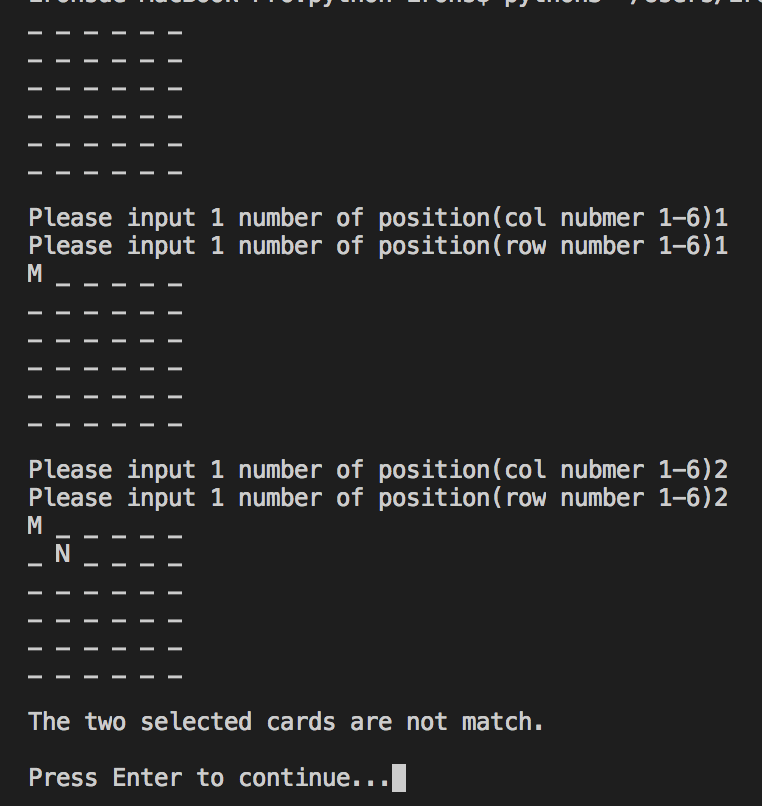 _ _ _ _ _ _
_ _ _ _ _ _
_ _ _ _ _ _
_ _ _ _ _ _
_ _ _ _ _ _
_ _ _ _ _ _
Please input 1 number of position(col nubmer 1-6)1
Please input 1 number of position(row number 1-6)1
M _ _ _ _ _
_ _ _ _ _ _
_ _ _ _ _ _
_ _ _ _ _ _
_ _ _ _ _ _
_ _ _ _ _ _
Please input 1 number of position(col nubmer 1-6)2
Please input 1 number of position(row number 1-6)2
M _ _ _ _ _
_ N _ _ _ _
_ _ _ _ _ _
_ _ _ _ _ _
_ _ _ _ _ _
_ _ _ _ _ _
The two selected cards are not match.
Press Enter to continue...